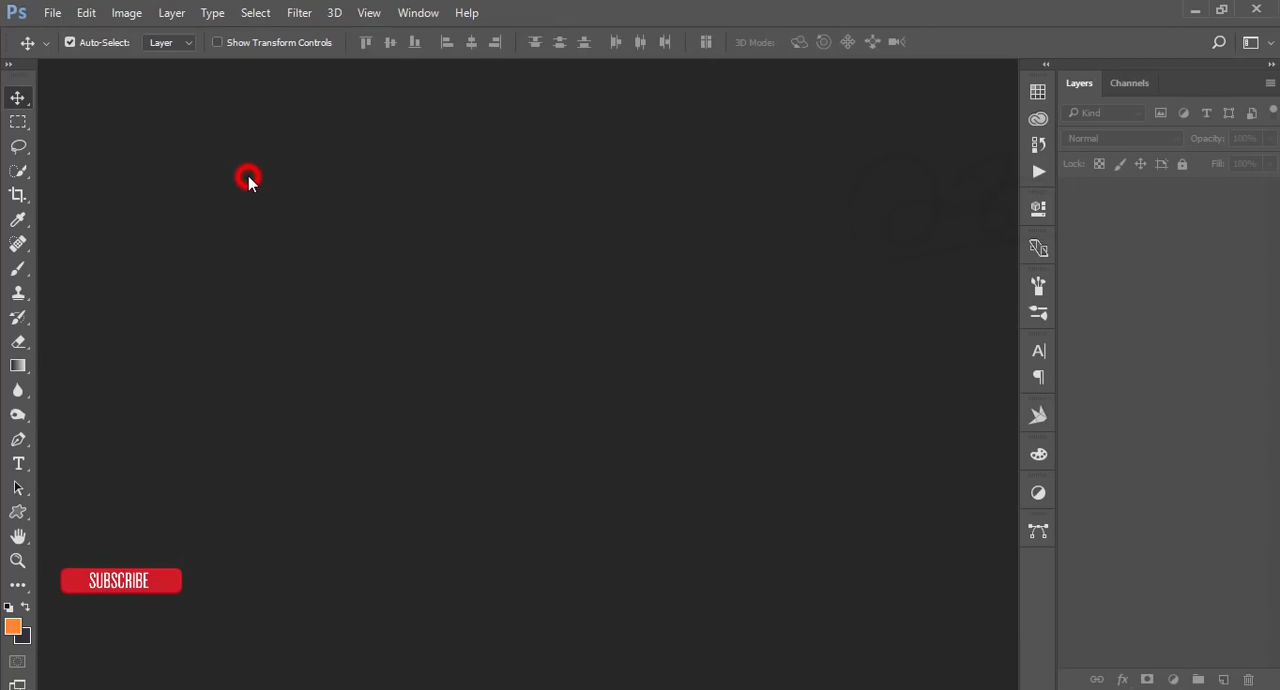 Ps File Edit Image Layer Type Select Filter 3D View Window Help
Auto-Select: Layer Show Transform Controls 3D Mode:
Layers Channels
Kind
Normal Opacity: 100%
Lock: Fill: 100%
SUBSCRIBE